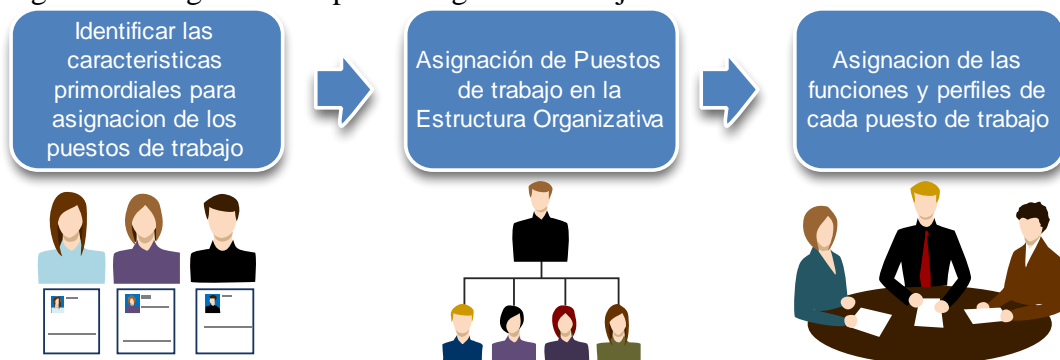 Identificar las
caracteristicas
primordiales para
asignacion de los
puestos de trabajo
Asignación de Puestos
de trabajo en la
Estructura Organizativa
Asignacion de las
funciones y perfiles de
cada puesto de trabajo